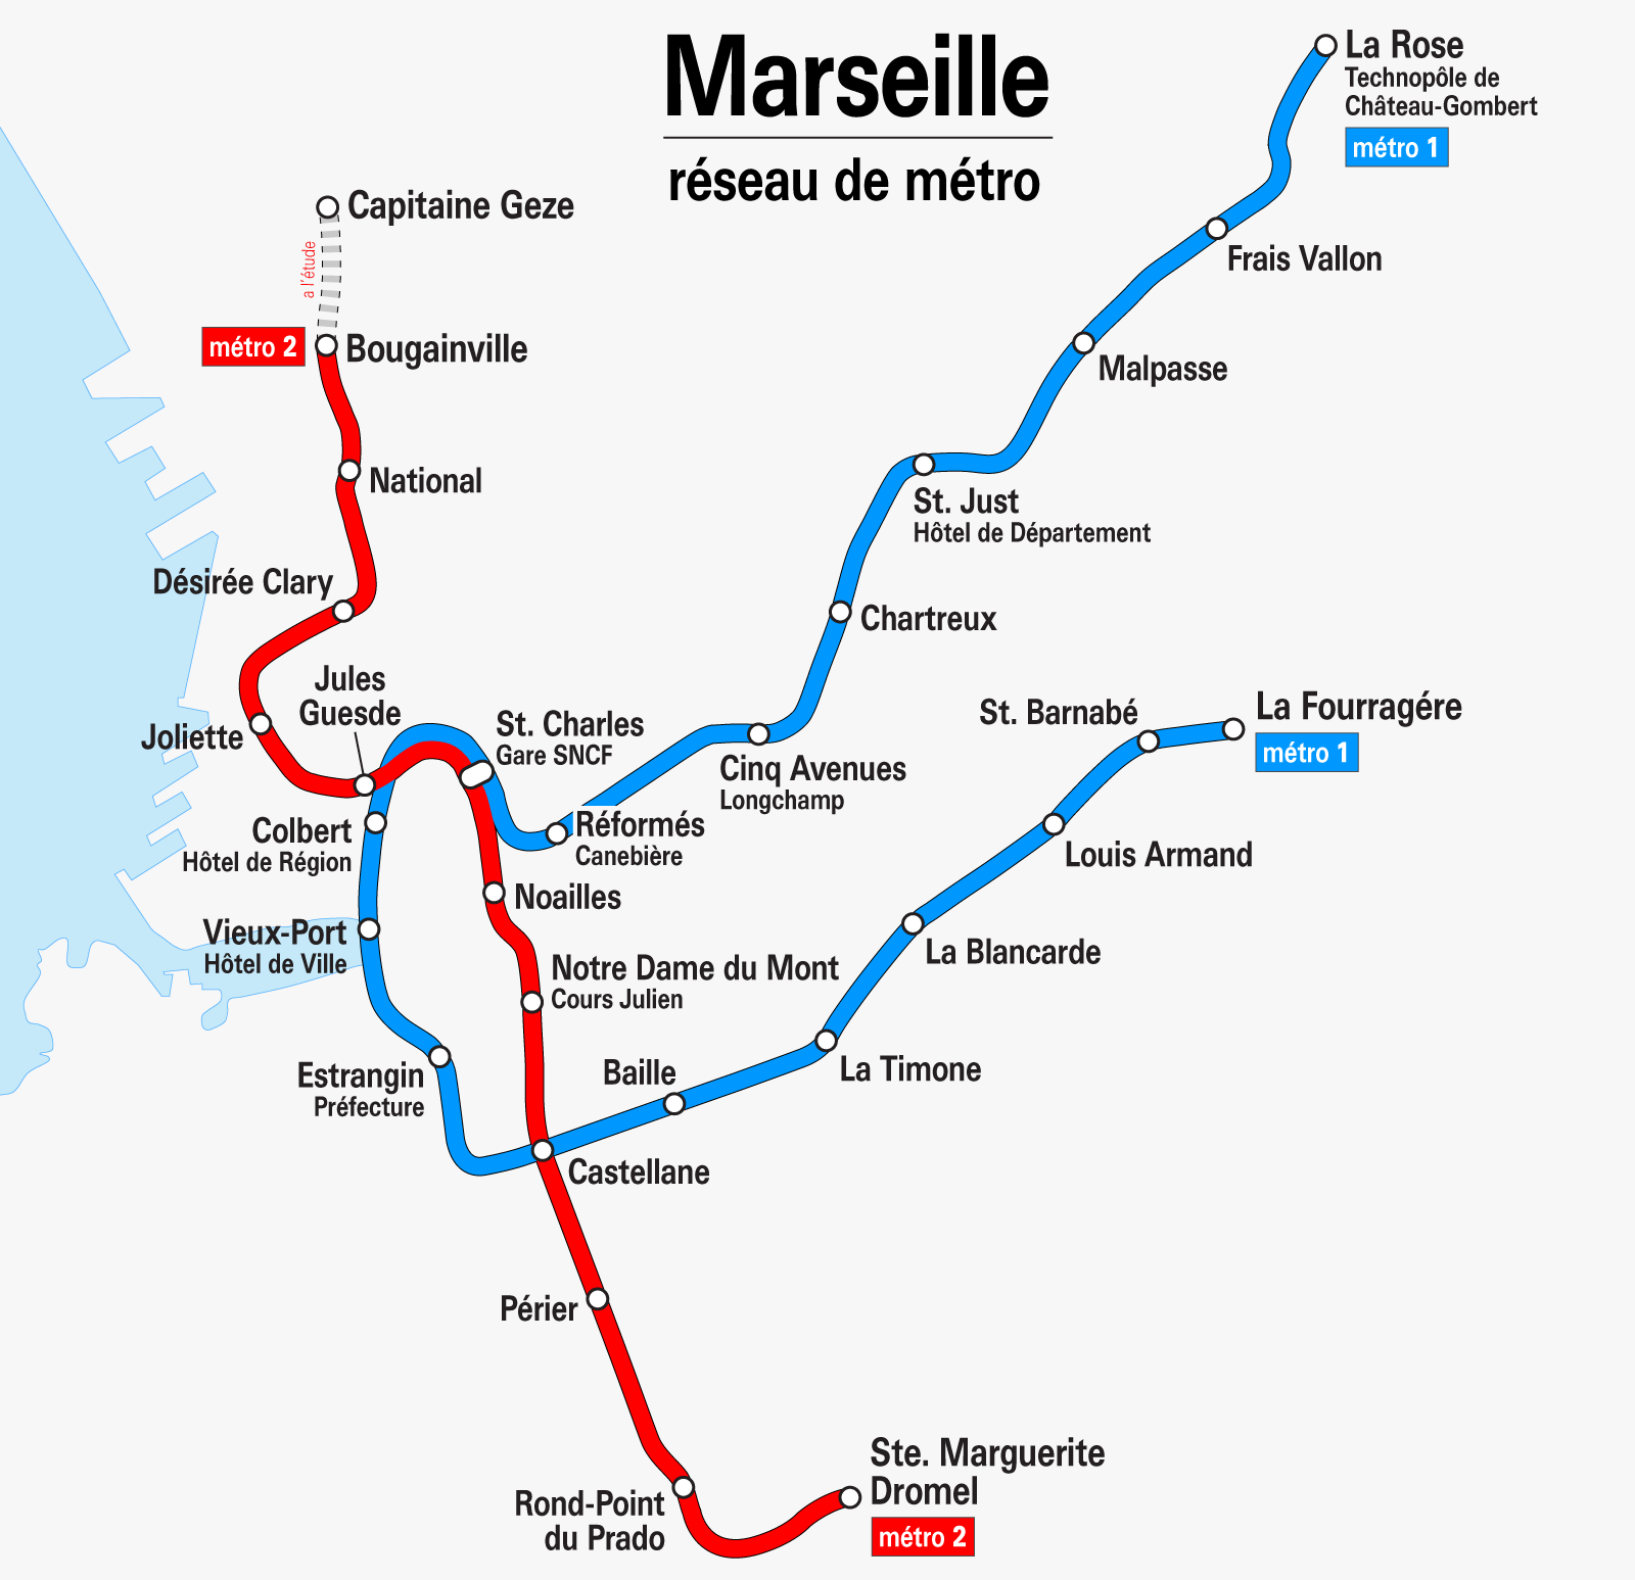 Marseille
réseau de métro
La Rose
Technopôle de
Château-Gombert
métro 1
Capitaine Geze
a l'étude
Frais Vallon
métro 2
Bougainville
Malpasse
National
St. Just
Hôtel de Département
Désirée Clary
Chartreux
Jules
Guesde
Joliette
St. Charles
Gare SNCF
St. Barnabé
La Fourragére
métro 1
Cinq Avenues
Longchamp
Colbert
Hôtel de Région
Réformés
Canebière
Louis Armand
Noailles
Vieux-Port
Hôtel de Ville
La Blancarde
Notre Dame du Mont
Cours Julien
Estrangin
Préfecture
Baille
La Timone
Castellane
Périer
Rond-Point
du Prado
Ste. Marguerite
Dromel
métro 2